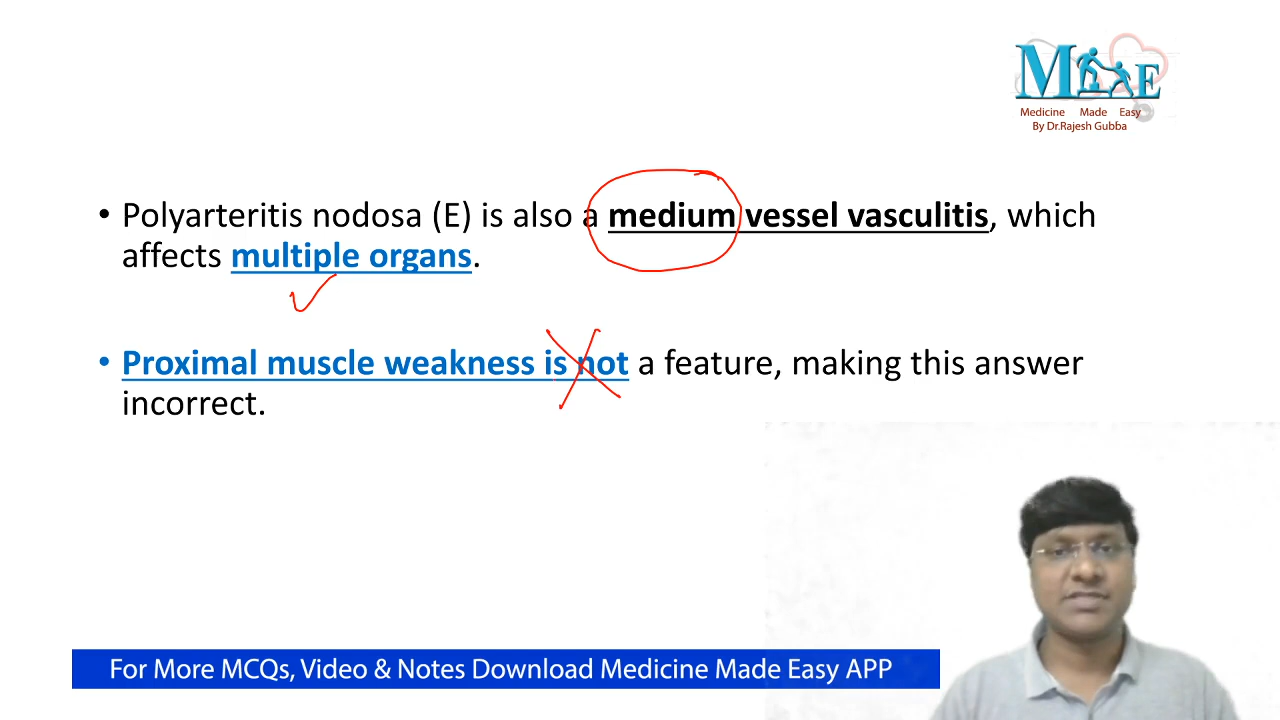 M E
Medicine Made Easy
By Dr.Rajesh Gubba
• Polyarteritis nodosa (E) is also a medium vessel vasculitis, which
affects multiple organs.
• Proximal muscle weakness is not a feature, making this answer
incorrect.
For More MCQs, Video & Notes Download Medicine Made Easy APP